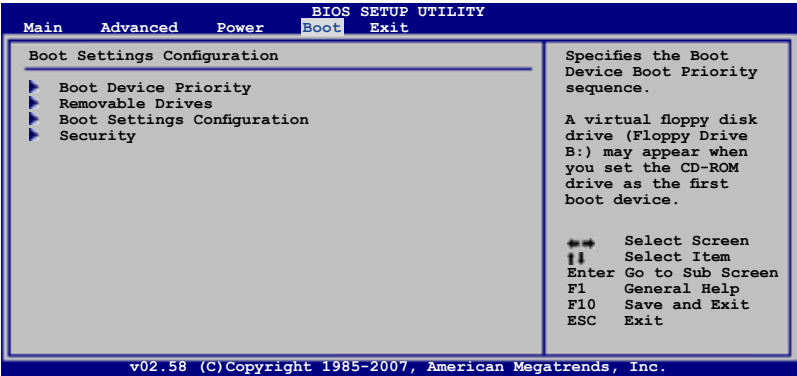 BIOS SETUP UTILITY
Main Advanced Power Boot Exit
Boot Settings Configuration
Boot Device Priority
Removable Drives
Boot Settings Configuration
Security
Specifies the Boot
Device Boot Priority
sequence.
A virtual floppy disk
drive (Floppy Drive
B:) may appear when
you set the CD-ROM
drive as the first
boot device.
←→ Select Screen
↑↓ Select Item
Enter Go to Sub Screen
F1 General Help
F10 Save and Exit
ESC Exit
v02.58 (C)Copyright 1985-2007, American Megatrends, Inc.